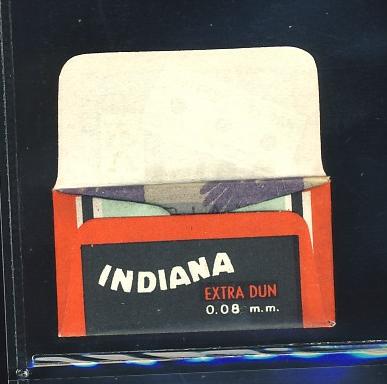 INDIANA
EXTRA DUN
0.08 m.m.